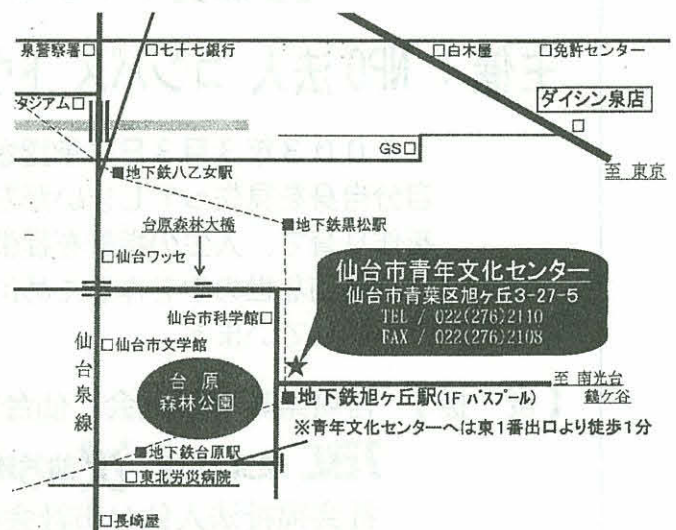 泉警察署□
□七十七銀行
□白木屋
□免許センター
タジアム□
ダイシン泉店
□
GS□
至 東京
■地下鉄八乙女駅
台原森林大橋
■地下鉄黒松駅
□仙台ワッセ
仙台市青年文化センター
仙台市青葉区旭ヶ丘3-27-5
TEL / 022(276)2110
FAX / 022(276)2108
仙台市科学館□
仙台泉線
□仙台市文学館
台原
森林公園
★
至 南光台
鶴ケ谷
■地下鉄旭ヶ丘駅(1F バスプール)
※青年文化センターへは東1番出口より徒歩1分
■地下鉄台原駅
□東北労災病院
□長崎屋